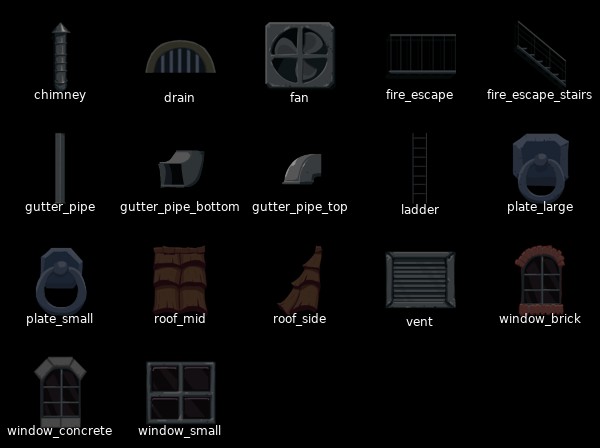 chimney
drain
fan
fire_escape
fire_escape_stairs
gutter_pipe
gutter_pipe_bottom
gutter_pipe_top
ladder
plate_large
plate_small
roof_mid
roof_side
vent
window_brick
window_concrete
window_small